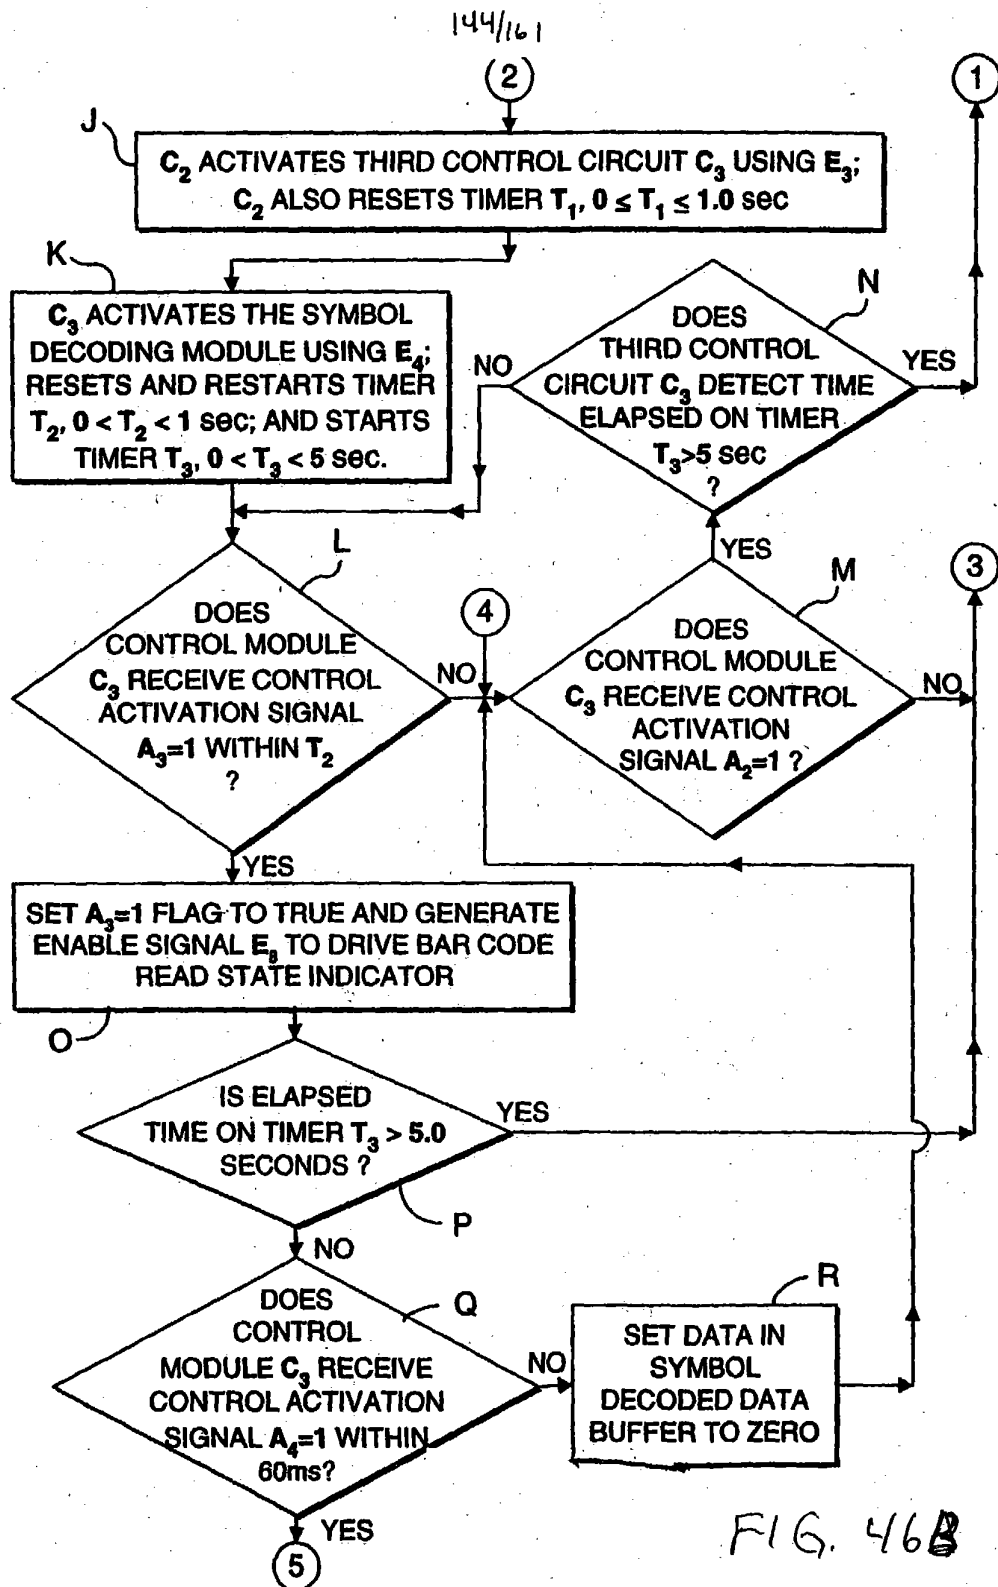 144/161
(2)
1
J
C₂ ACTIVATES THIRD CONTROL CIRCUIT C₃ USING E₃;
C₂ ALSO RESETS TIMER T₁, 0 ≤ T₁ ≤ 1.0 sec
K
C₃ ACTIVATES THE SYMBOL
DECODING MODULE USING E₄;
RESETS AND RESTARTS TIMER
T₂, 0 < T₂ < 1 sec; AND STARTS
TIMER T₃, 0 < T₃ < 5 sec.
N
DOES
THIRD CONTROL
CIRCUIT C₃ DETECT TIME
ELAPSED ON TIMER
T₃>5 sec
?
NO
YES
L
DOES
CONTROL MODULE
C₃ RECEIVE CONTROL
ACTIVATION SIGNAL
A₃=1 WITHIN T₂
?
NO
YES
4
M
YES
DOES
CONTROL MODULE
C₃ RECEIVE CONTROL
ACTIVATION
SIGNAL A₂=1 ?
NO
3
SET A₃=1 FLAG TO TRUE AND GENERATE
ENABLE SIGNAL E₈ TO DRIVE BAR CODE
READ STATE INDICATOR
O
IS ELAPSED
TIME ON TIMER T₃ > 5.0
SECONDS ?
YES
P
NO
DOES
CONTROL
MODULE C₃ RECEIVE
CONTROL ACTIVATION
SIGNAL A₄=1 WITHIN
60ms?
Q
NO
R
SET DATA IN
SYMBOL
DECODED DATA
BUFFER TO ZERO
YES
5
FIG. 46B